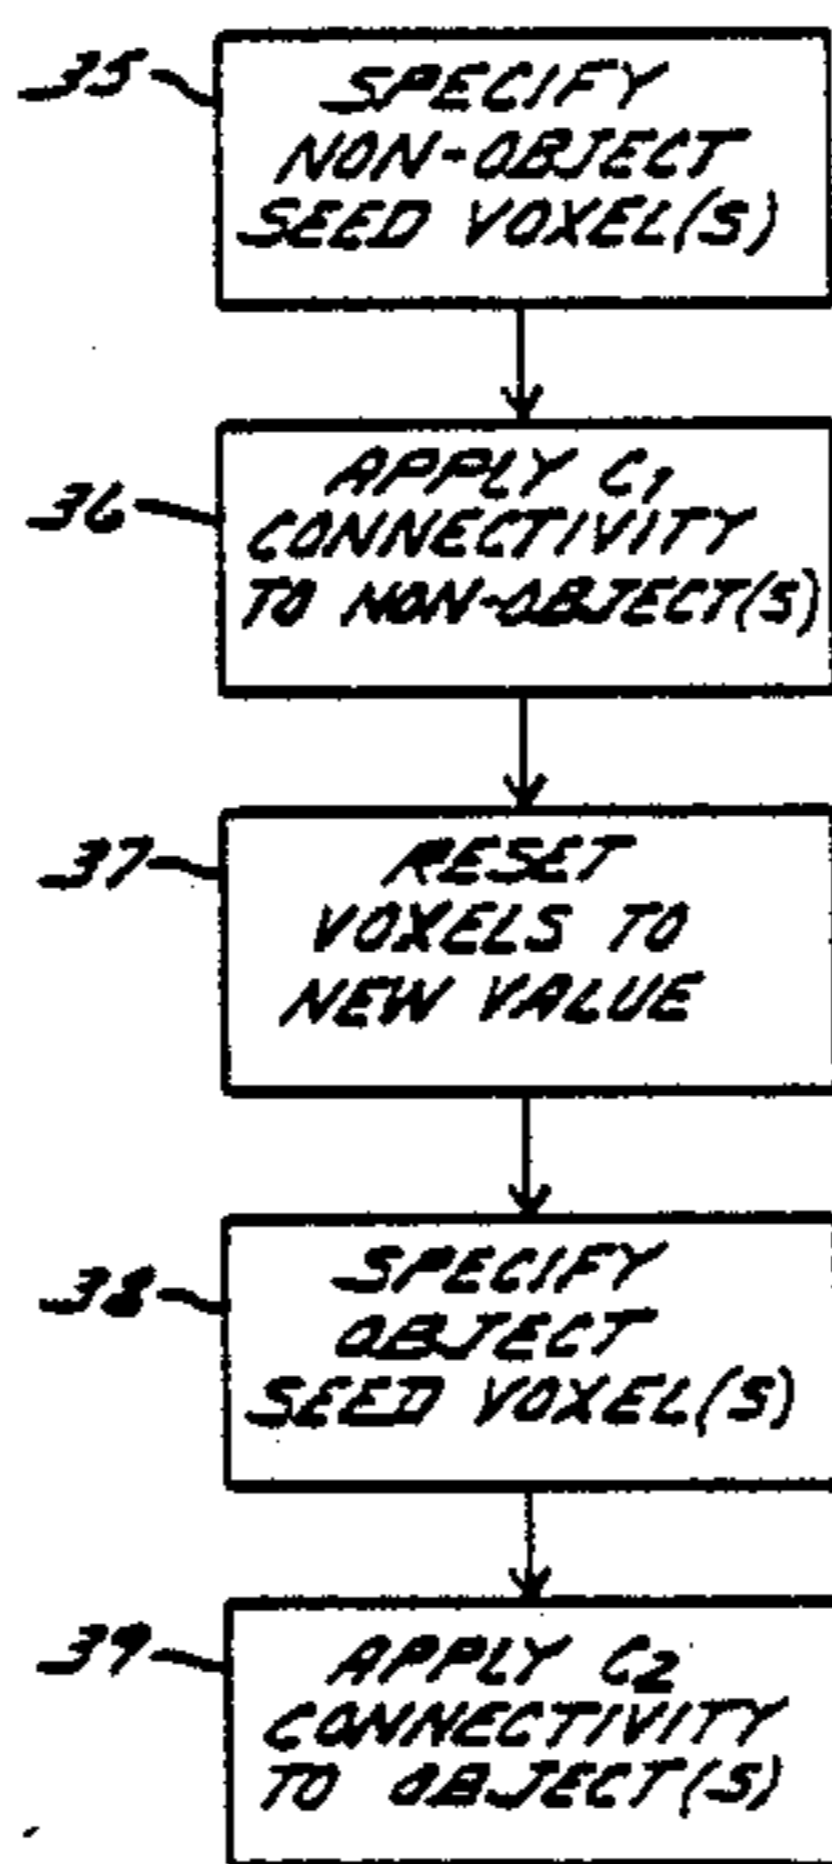 35
SPECIFY
NON-OBJECT
SEED VOXEL(S)
36
APPLY C1
CONNECTIVITY
TO NON-OBJECT(S)
37
RESET
VOXELS TO
NEW VALUE
38
SPECIFY
OBJECT
SEED VOXEL(S)
39
APPLY C2
CONNECTIVITY
TO OBJECT(S)